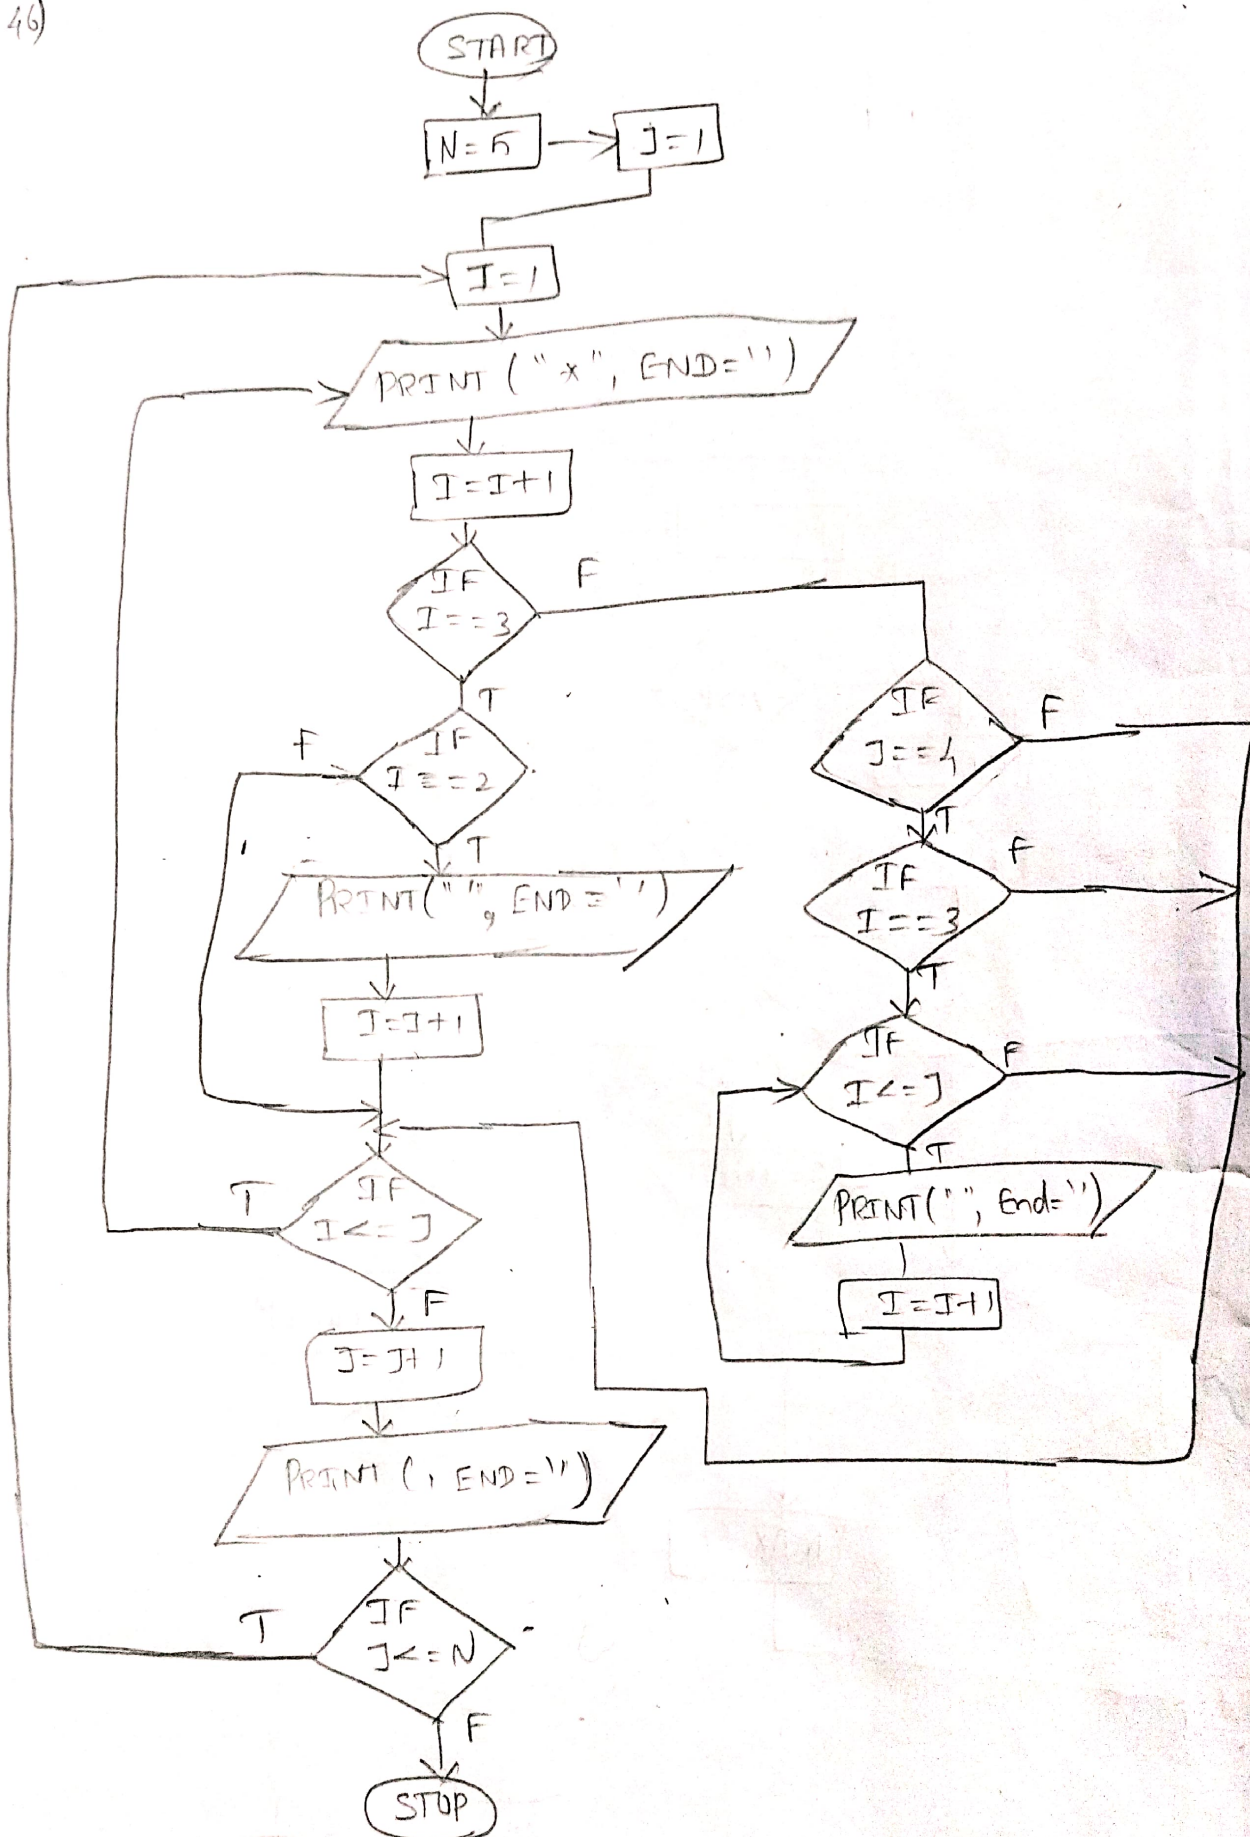 46)
START
N=5
J=1
I=1
PRINT ("*", END='')
I=I+1
IF
I==3
F
T
IF
J==4
F
T
IF
I==2
F
T
PRINT(" ", END='')
IF
I==3
F
T
IF
I<=J
F
T
PRINT(" ", End='')
I=I+1
IF
I<=J
T
F
J=J+1
PRINT (, END='')
IF
J<=N
T
F
STOP